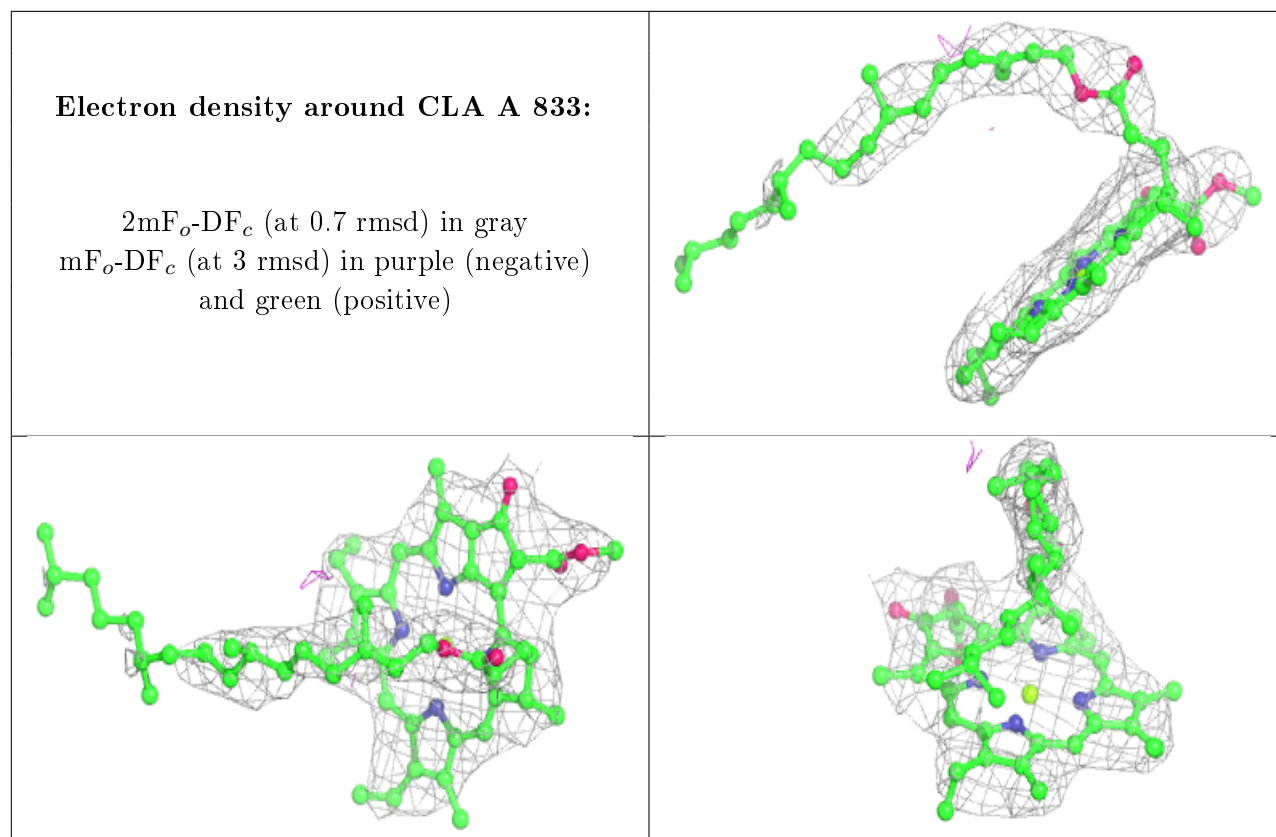 Electron density around CLA A 833:
2mFₒ-DF𝒸 (at 0.7 rmsd) in gray
mFₒ-DF𝒸 (at 3 rmsd) in purple (negative)
and green (positive)